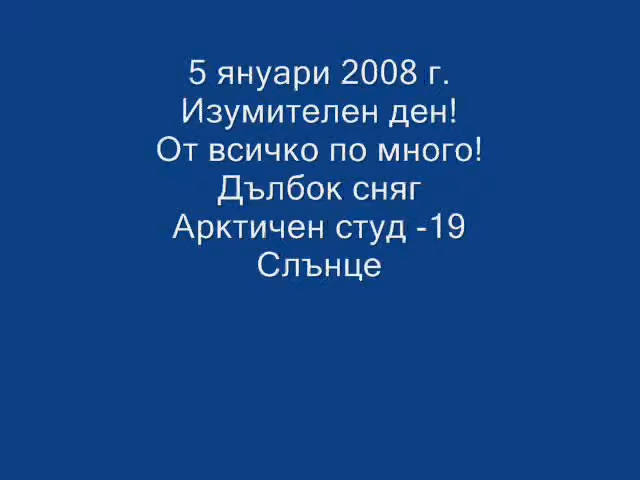 5 януари 2008 г.
Изумителен ден!
От всичко по много!
Дълбок сняг
Арктичен студ -19
Слънце